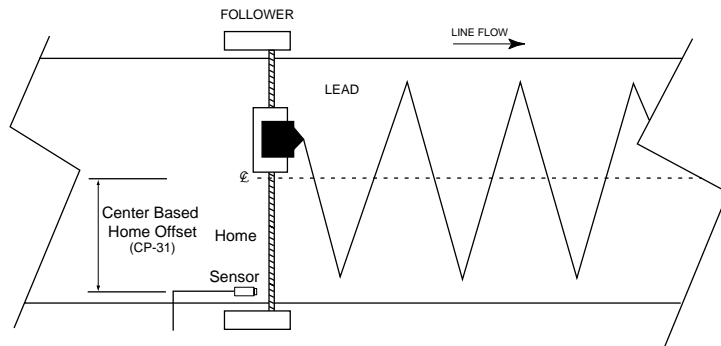 FOLLOWER
LINE FLOW
LEAD
℄
Center Based
Home Offset
(CP-31)
Home
Sensor